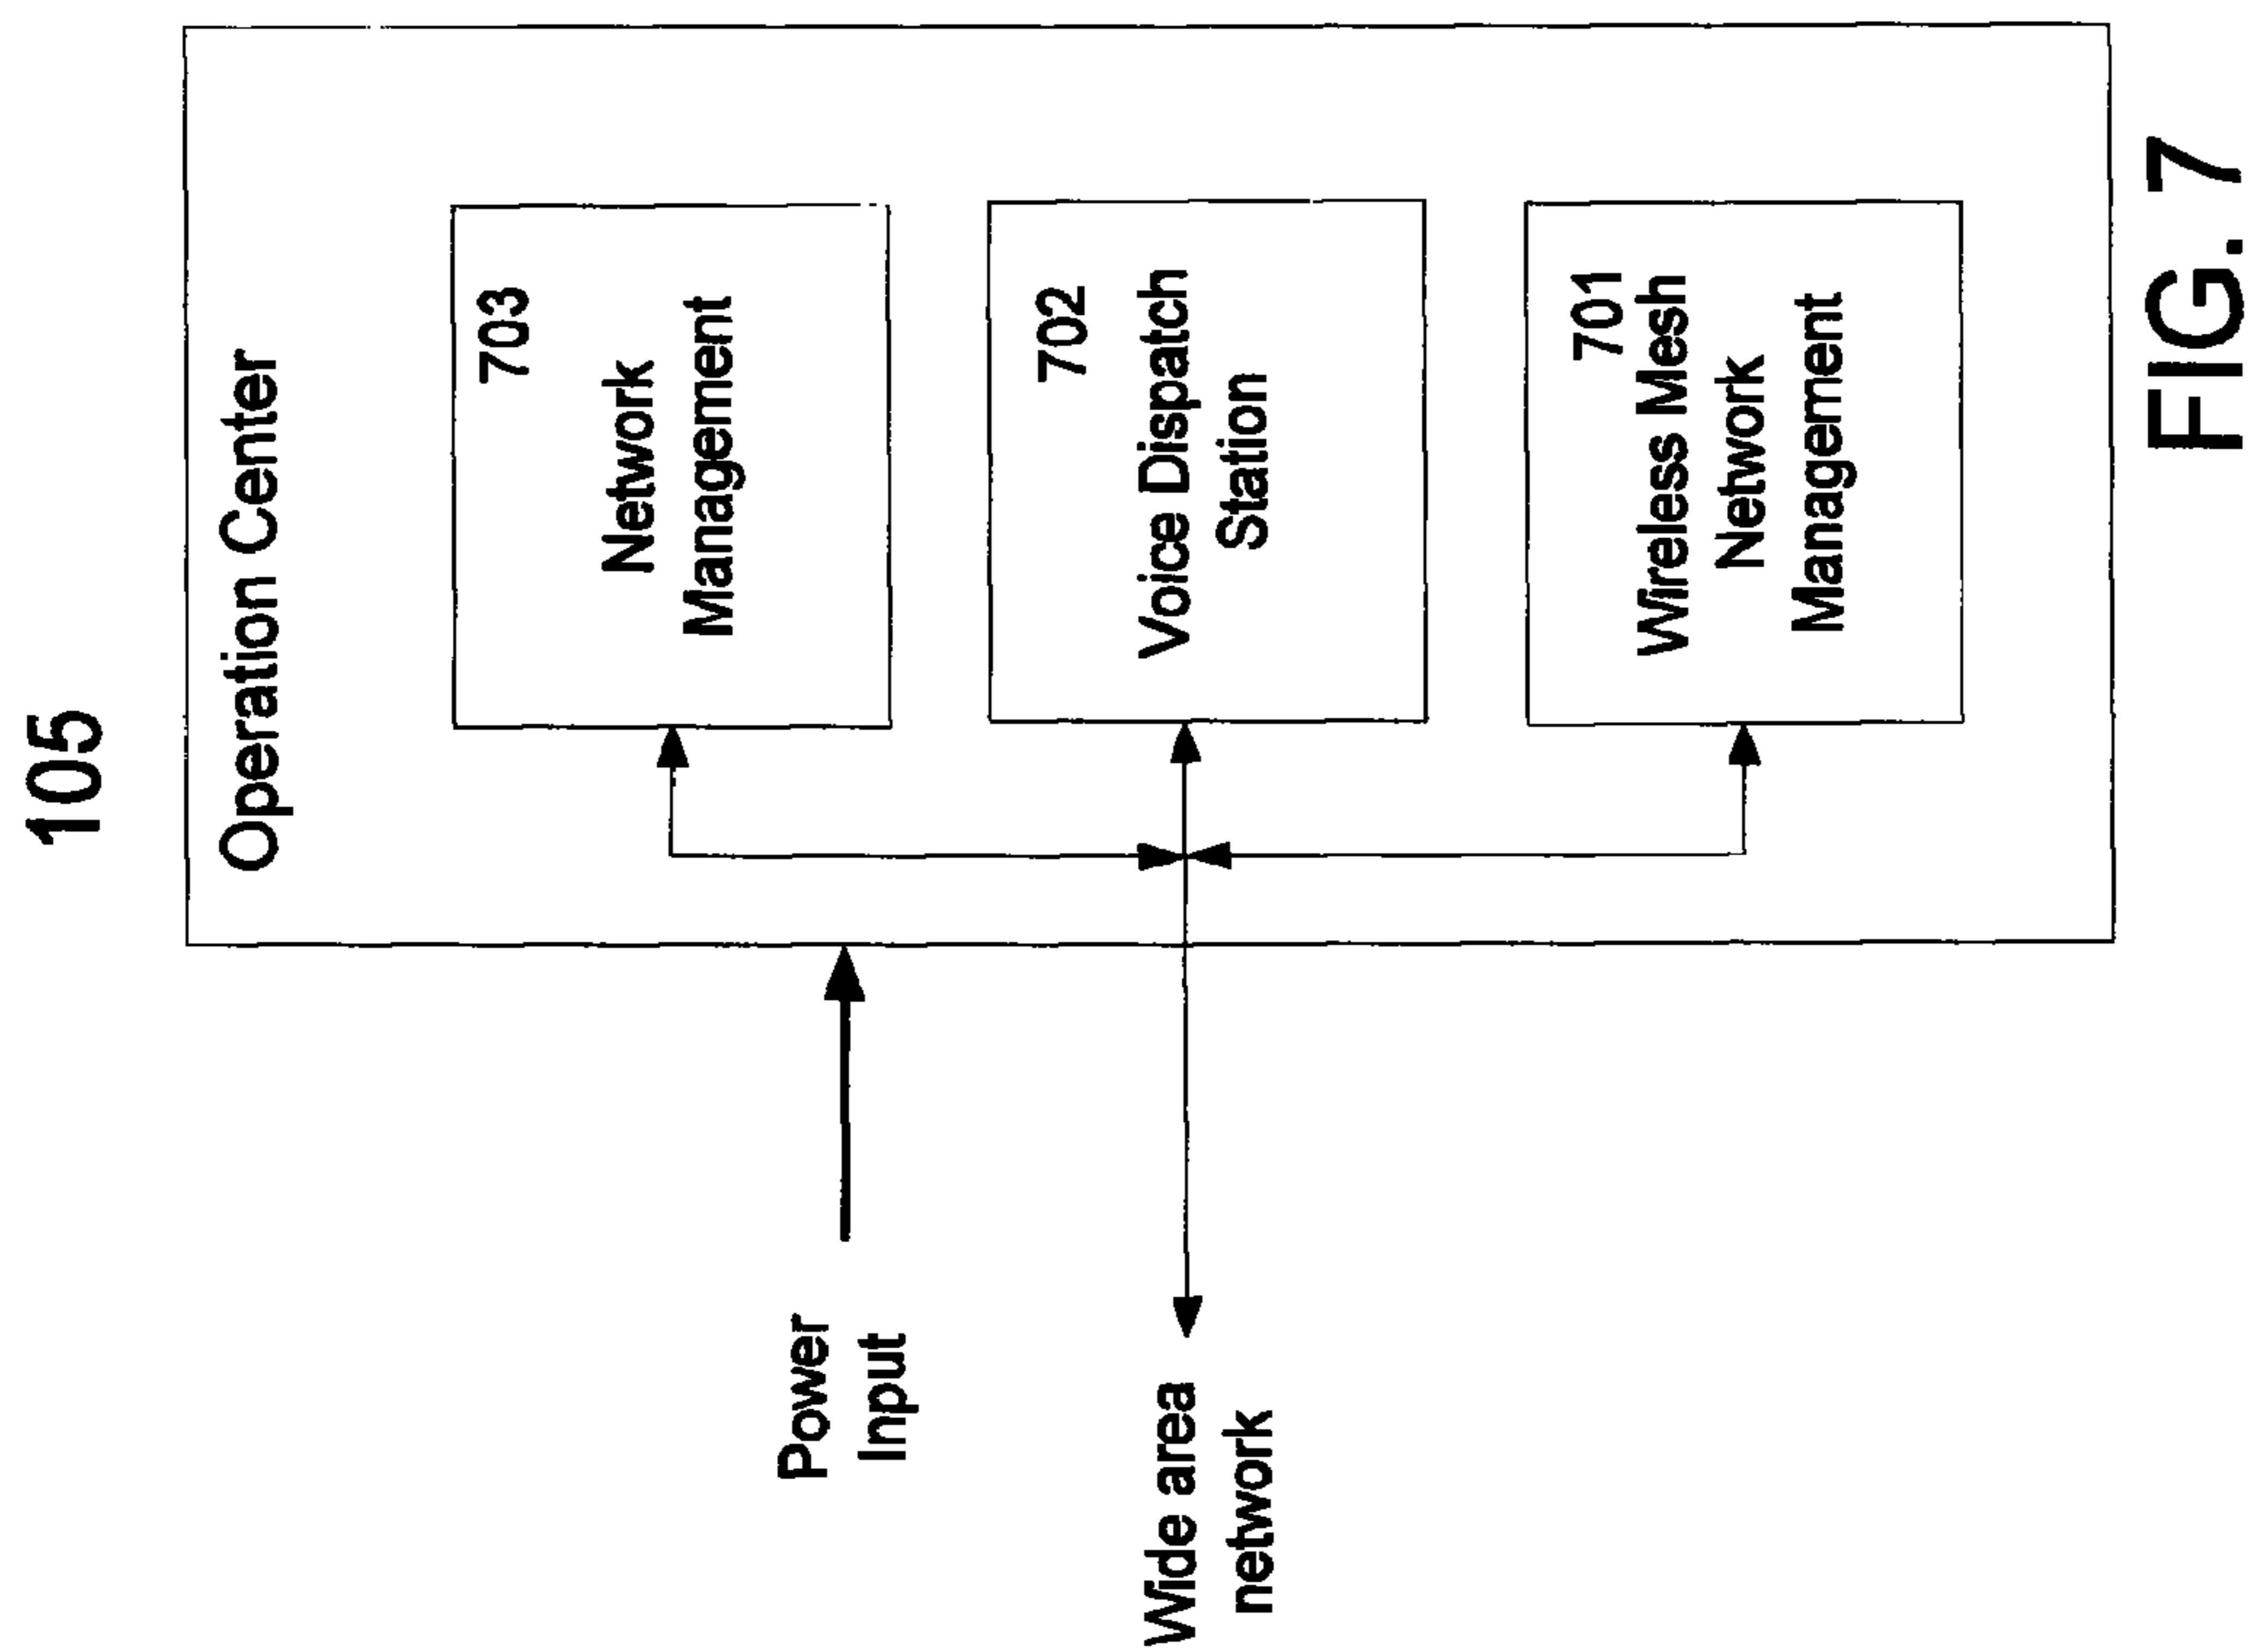 105
Operation Center
703
Network
Management
702
Voice Dispatch
Station
701
Wireless Mesh
Network
Management
Power
Input
Wide area
network
FIG. 7